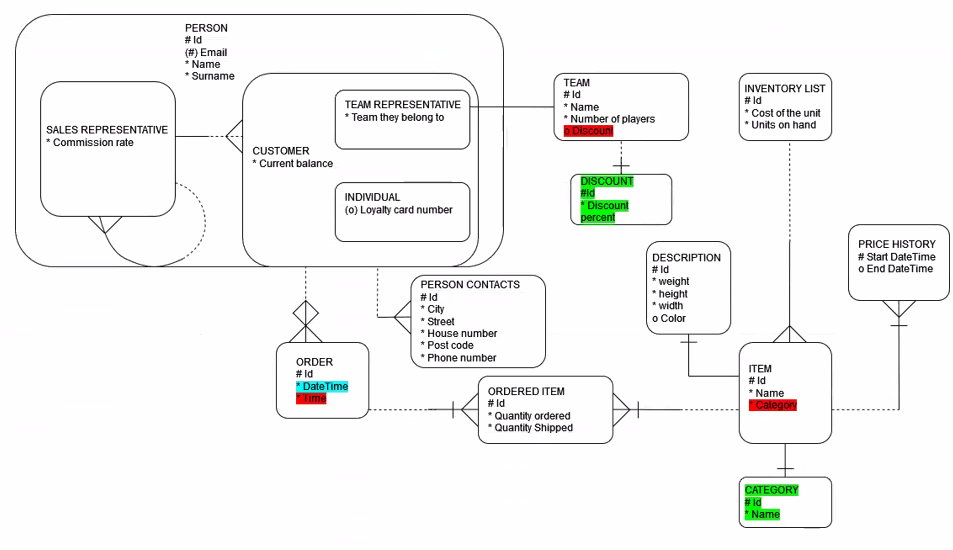 PERSON
# Id
(#) Email
* Name
* Surname
SALES REPRESENTATIVE
* Commission rate
CUSTOMER
* Current balance
TEAM REPRESENTATIVE
* Team they belong to
INDIVIDUAL
(o) Loyalty card number
TEAM
# Id
* Name
* Number of players
o Discount
DISCOUNT
#Id
* Discount
percent
INVENTORY LIST
# Id
* Cost of the unit
* Units on hand
PRICE HISTORY
# Start DateTime
o End DateTime
DESCRIPTION
# Id
* weight
* height
* width
o Color
PERSON CONTACTS
# Id
* City
* Street
* House number
* Post code
* Phone number
ORDER
# Id
* DateTime
* Time
ORDERED ITEM
# Id
* Quantity ordered
* Quantity Shipped
ITEM
# Id
* Name
* Category
CATEGORY
# Id
* Name